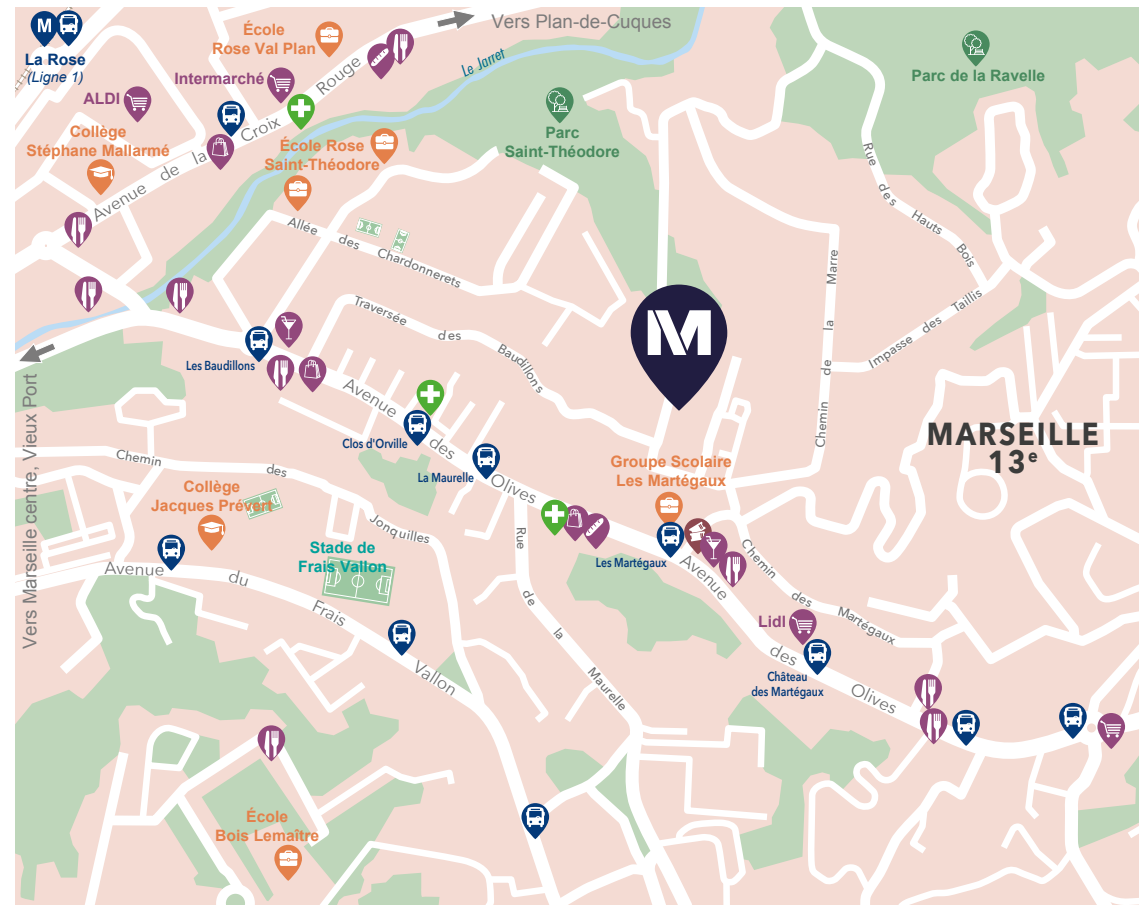 Vers Plan-de-Cuques
M
La Rose
(Ligne 1)
École
Rose Val Plan
Le Jarret
Intermarché
ALDI
Parc de la Ravelle
Collège
Stéphane Mallarmé
Avenue de la Croix Rouge
École Rose
Saint-Théodore
Parc
Saint-Théodore
Rue des Hauts Bois
Allée des Chardonnerets
Traversée des Baudillons
Chemin de la Marre
Impasse des Taillis
M
Les Baudillons
Vers Marseille centre, Vieux Port
Avenue des Olives
Clos d'Orville
La Maurelle
MARSEILLE
13e
Groupe Scolaire
Les Martégaux
Chemin des Jonquilles
Collège
Jacques Prévert
Stade de
Frais Vallon
Avenue du Frais Vallon
Rue de la Maurelle
Les Martégaux
Avenue des Olives
Chemin des Martégaux
Lidl
Château
des Martégaux
École
Bois Lemaître